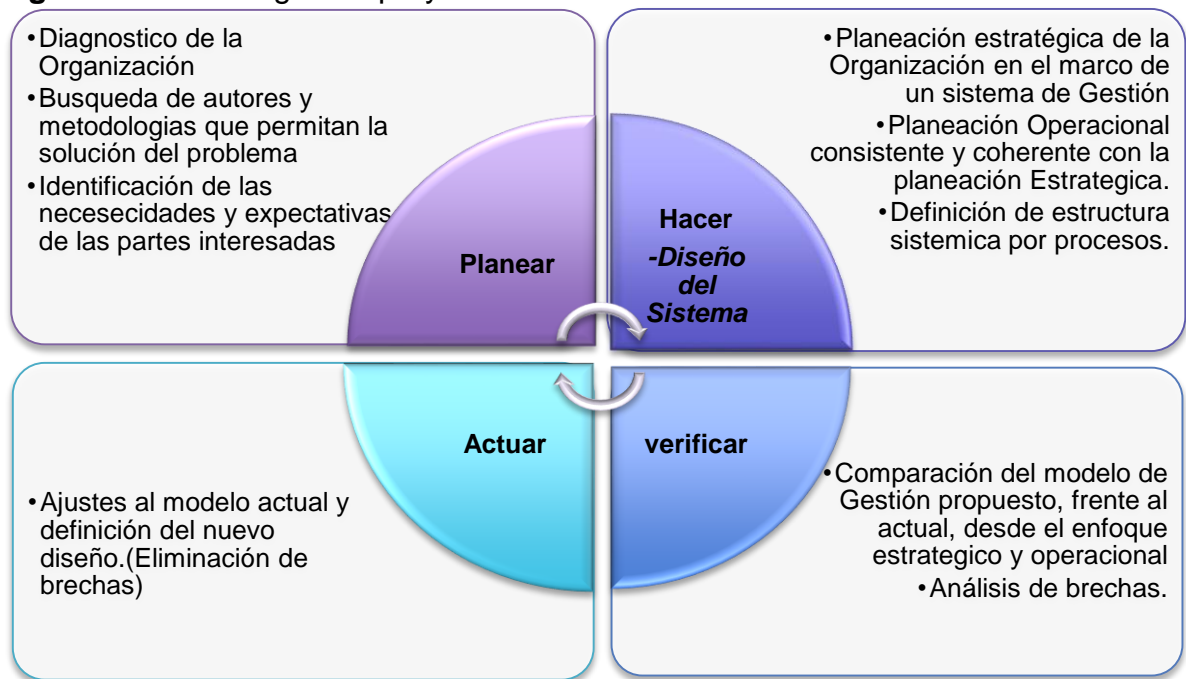 •Diagnostico de la
Organización
•Busqueda de autores y
metodologias que permitan la
solución del problema
•Identificación de las
necesecidades y expectativas
de las partes interesadas
Planear
•Planeación estratégica de la
Organización en el marco de
un sistema de Gestión
•Planeación Operacional
consistente y coherente con la
planeación Estrategica.
•Definición de estructura
sistemica por procesos.
Hacer
-Diseño
del
Sistema
Actuar
•Ajustes al modelo actual y
definición del nuevo
diseño.(Eliminación de
brechas)
verificar
•Comparación del modelo de
Gestión propuesto, frente al
actual, desde el enfoque
estrategico y operacional
•Análisis de brechas.